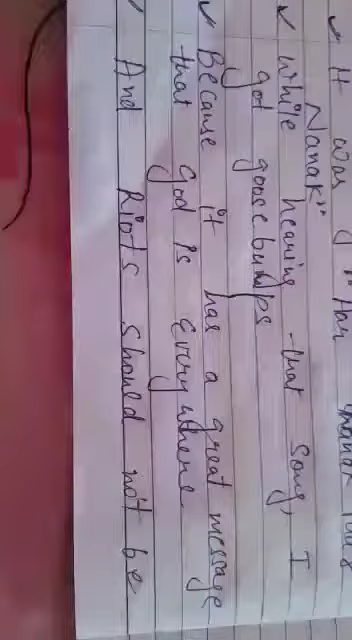 ✓ It was
Nanak"
✓ While hearing that song, I
got goosebumps
✓ Because it has a great message
that god is Everywhere
✓ And Riots should not be